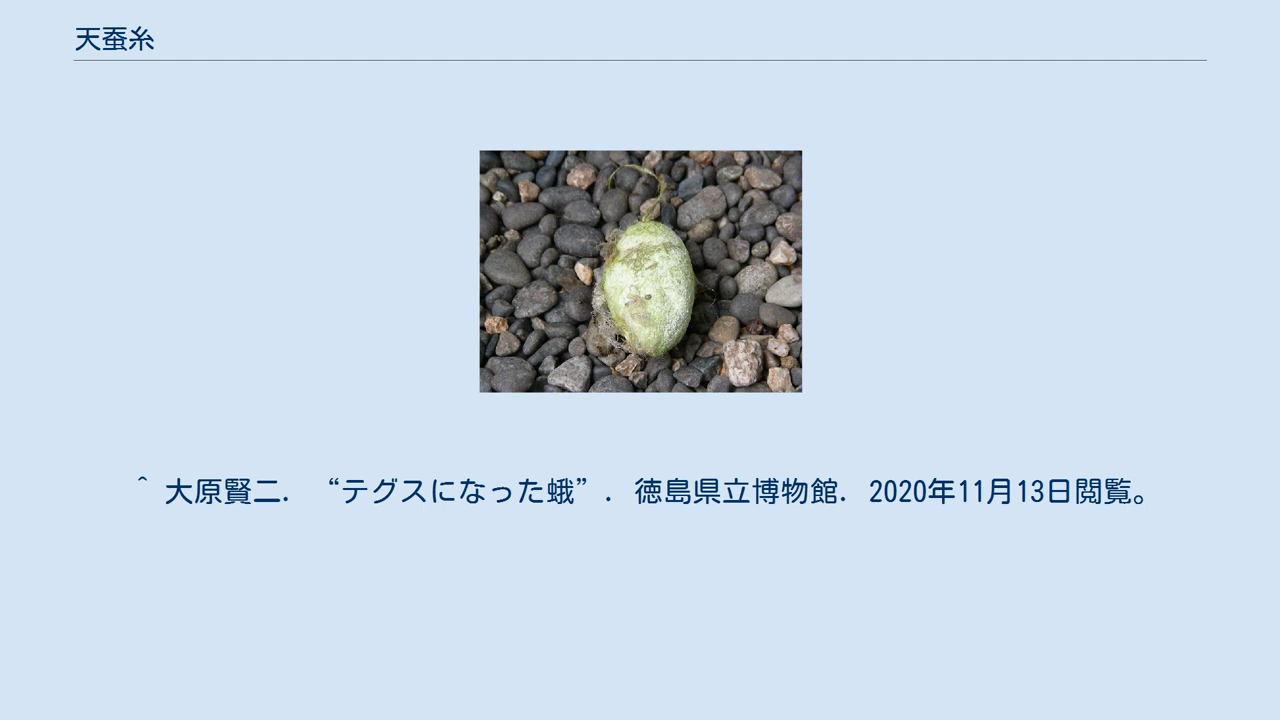 天蚕糸
^ 大原賢二. “テグスになった蛾”. 徳島県立博物館. 2020年11月13日閲覧。